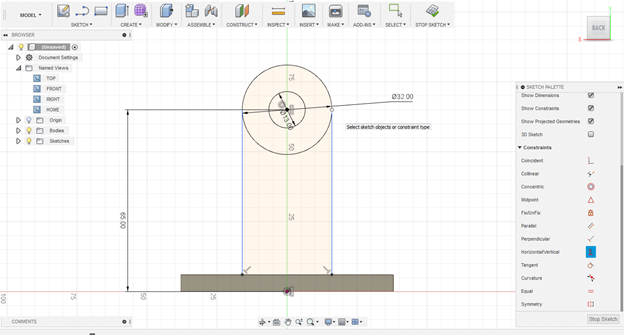 MODEL
SKETCH
CREATE
MODIFY
ASSEMBLE
CONSTRUCT
INSPECT
INSERT
MAKE
ADD-INS
SELECT
STOP SKETCH
BROWSER
(Unsaved)
Document Settings
Named Views
TOP
FRONT
RIGHT
HOME
Origin
Bodies
Sketches
BACK
X
75
Ø32.00
Ø13.00
Select sketch objects or constraint type
50
65.00
25
100
75
50
25
SKETCH PALETTE
Show Dimensions
Show Constraints
Show Projected Geometries
3D Sketch
Constraints
Coincident
Collinear
Concentric
Midpoint
Fix/UnFix
Parallel
Perpendicular
Horizontal/Vertical
Tangent
Curvature
Equal
Symmetry
Stop Sketch
COMMENTS